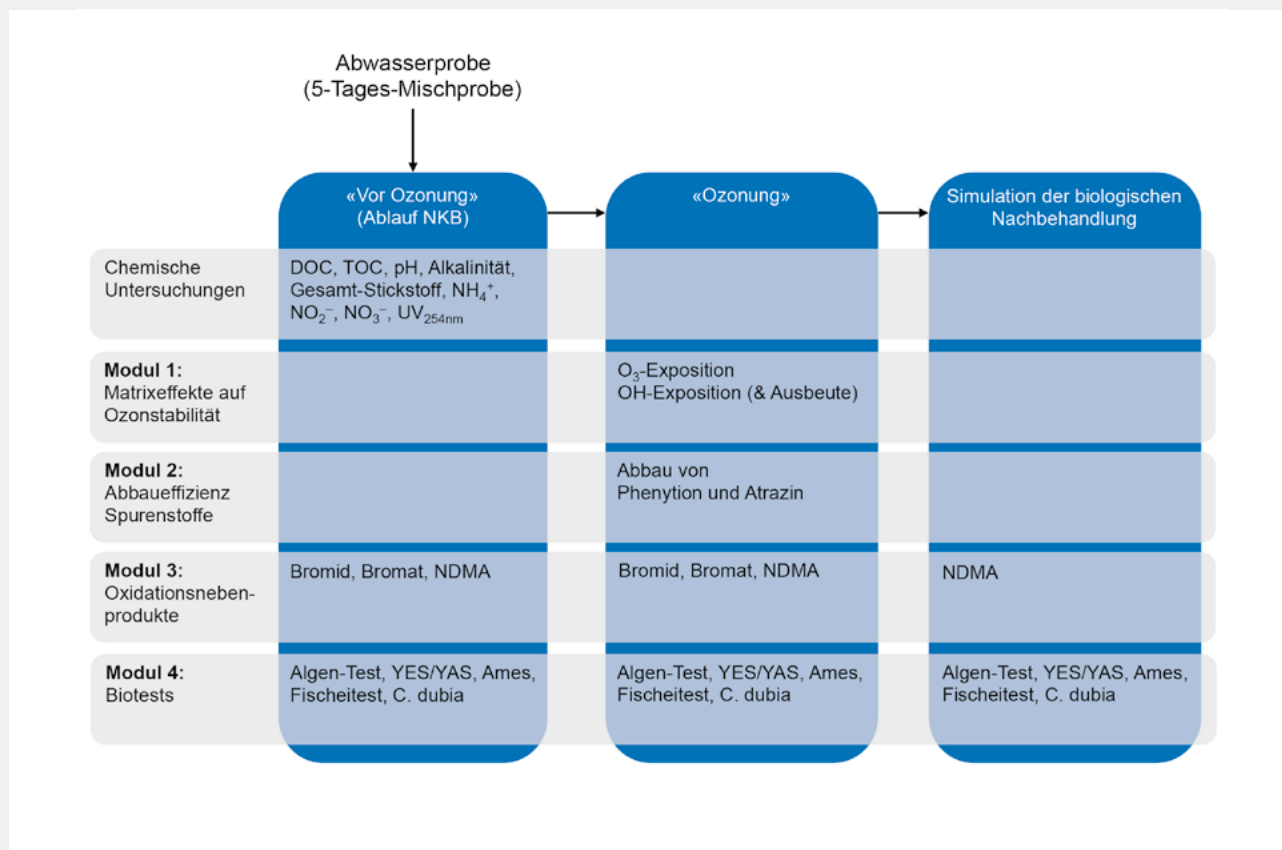 Abwasserprobe
(5-Tages-Mischprobe)
«Vor Ozonung»
(Ablauf NKB)
«Ozonung»
Simulation der biologischen
Nachbehandlung
Chemische
Untersuchungen
DOC, TOC, pH, Alkalinität,
Gesamt-Stickstoff, NH₄⁺,
NO₂⁻, NO₃⁻, UV₂₅₄ₙₘ
Modul 1:
Matrixeffekte auf
Ozonstabilität
O₃-Exposition
OH-Exposition (& Ausbeute)
Modul 2:
Abbaueffizienz
Spurenstoffe
Abbau von
Phenytion und Atrazin
Modul 3:
Oxidationsneben-
produkte
Bromid, Bromat, NDMA
Bromid, Bromat, NDMA
NDMA
Modul 4:
Biotests
Algen-Test, YES/YAS, Ames,
Fischeitest, C. dubia
Algen-Test, YES/YAS, Ames,
Fischeitest, C. dubia
Algen-Test, YES/YAS, Ames,
Fischeitest, C. dubia